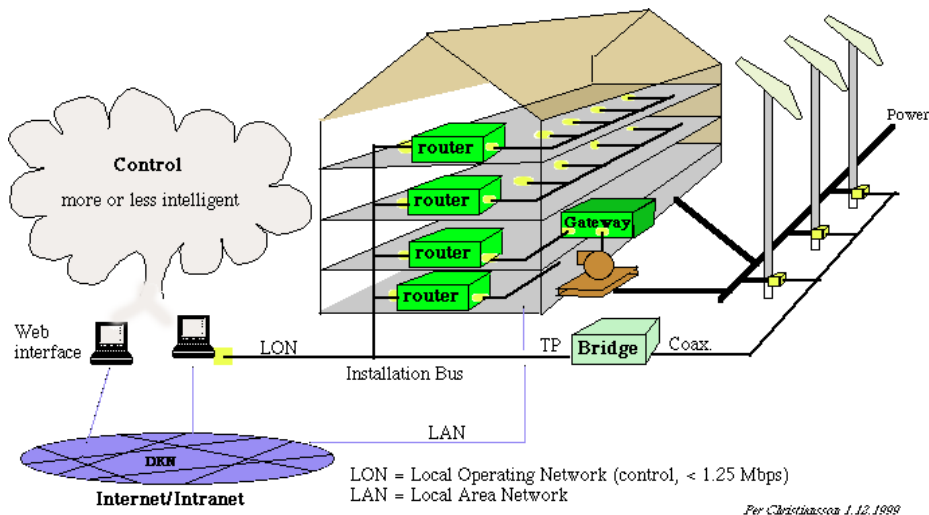 Power
router
Control
more or less intelligent
router
Gateway
router
router
Web
interface
LON
TP
Bridge
Coax.
Installation Bus
LAN
DKN
LON = Local Operating Network (control, < 1.25 Mbps)
Internet/Intranet
LAN = Local Area Network
Per Christiansson 1.12.1999